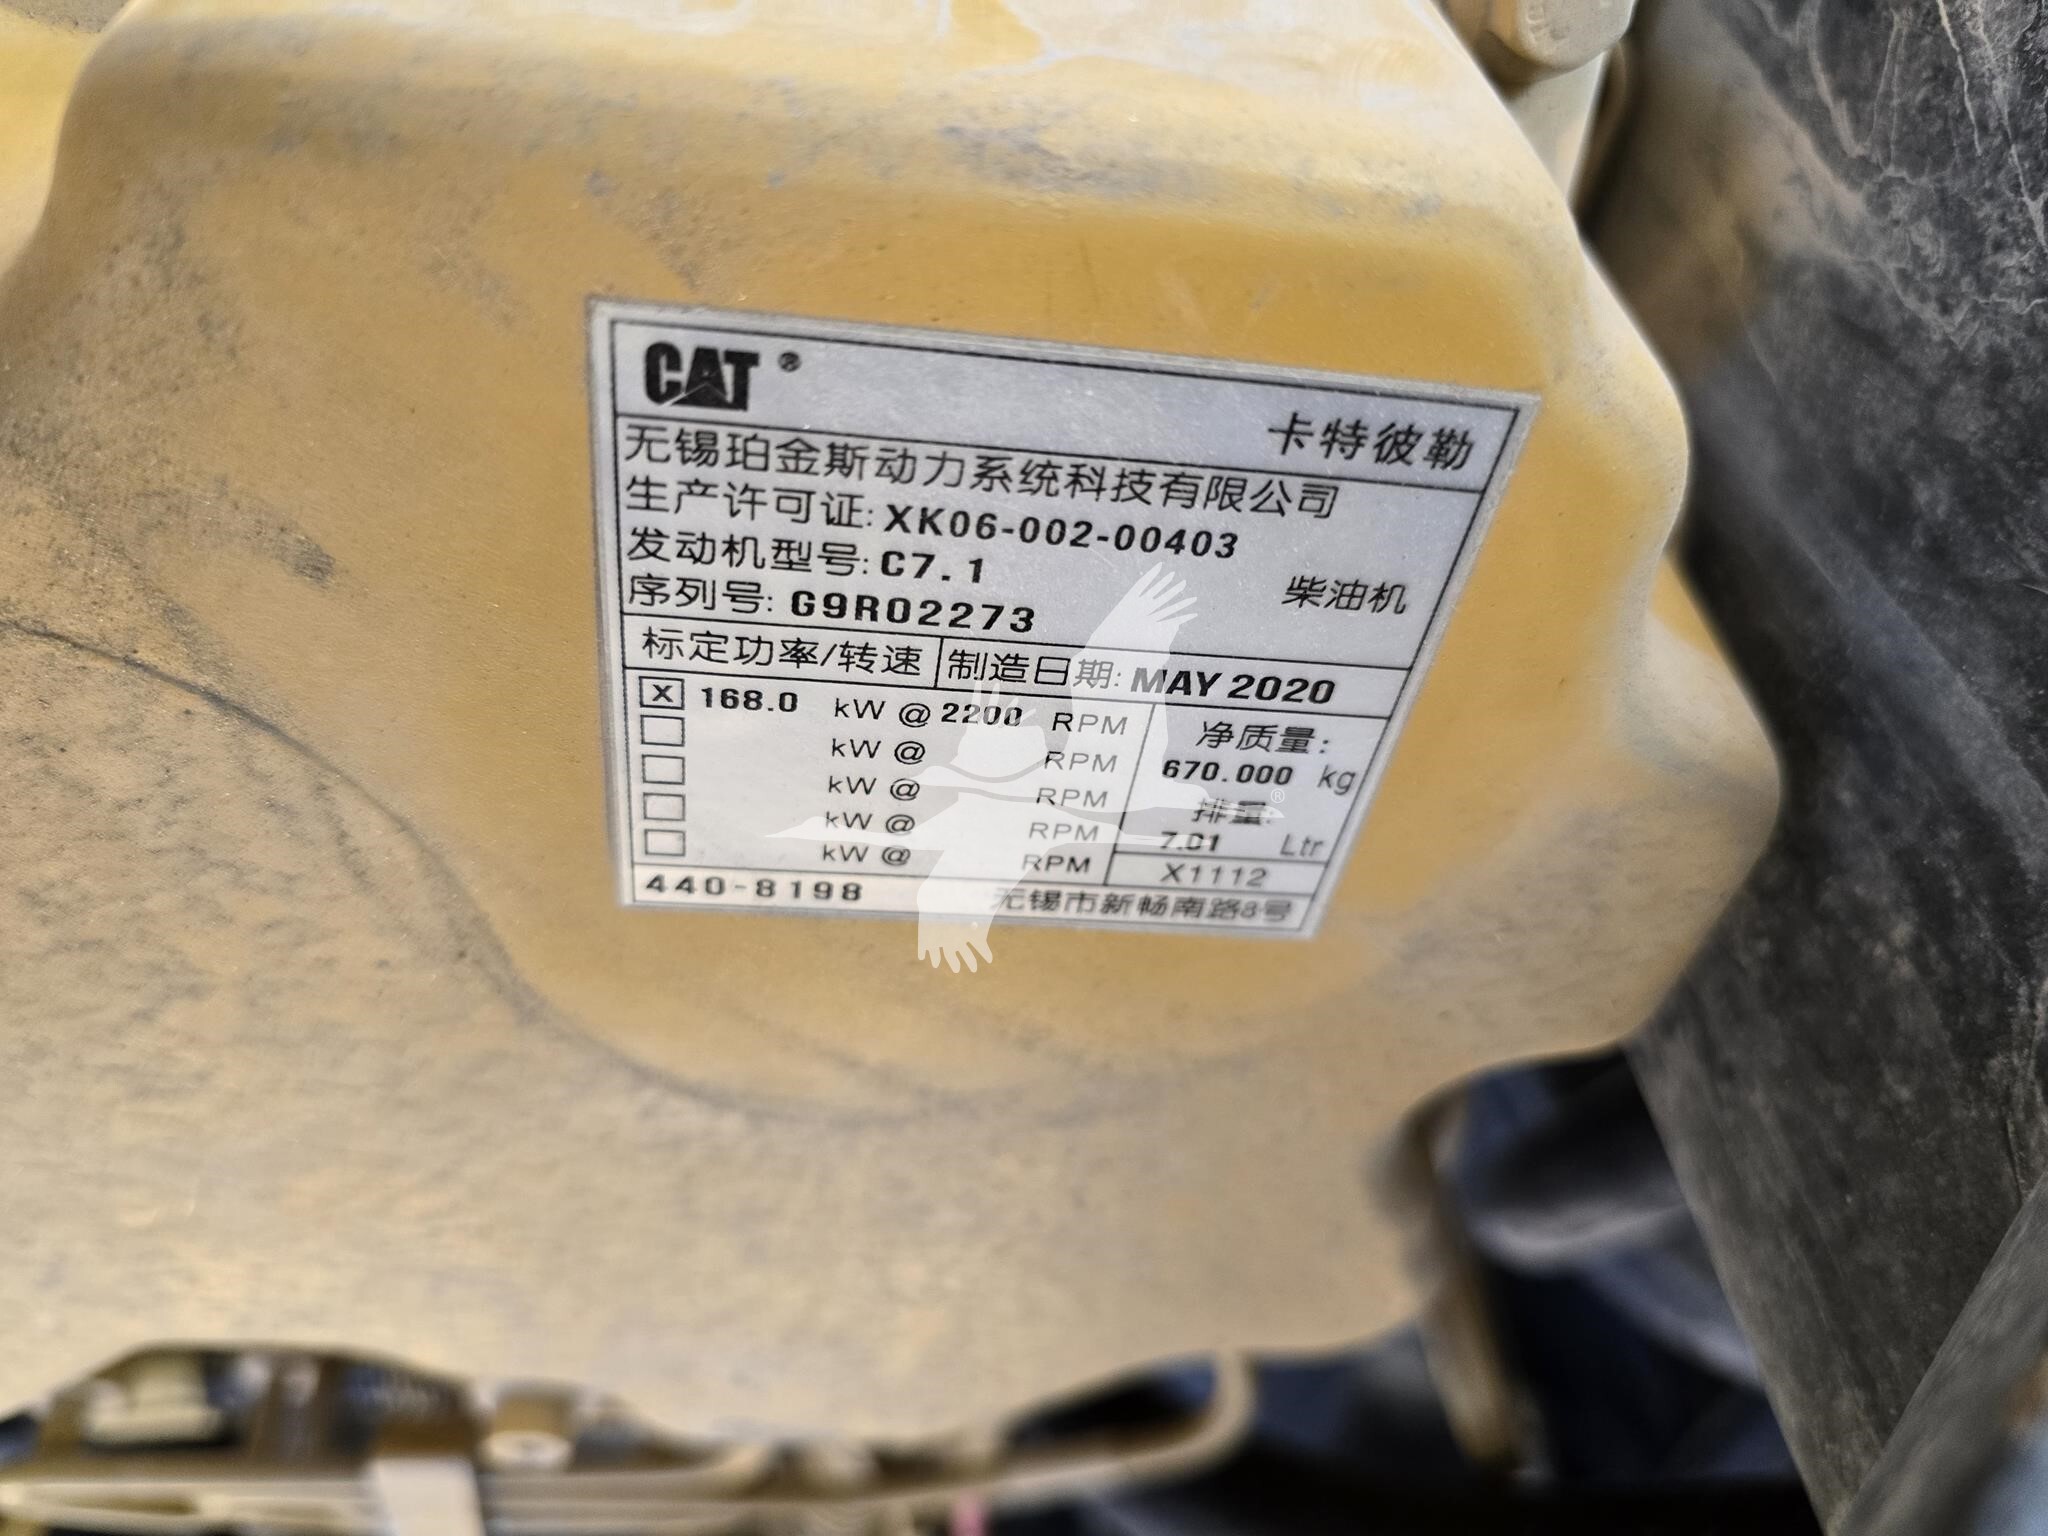 CAT ®
卡特彼勒
无锡珀金斯动力系统科技有限公司
生产许可证: XK06-002-00403
发动机型号: C7.1
柴油机
序列号: G9R02273
标定功率/转速
制造日期: MAY 2020
X 168.0 kW @ 2200 RPM
kW @ RPM
kW @ RPM
kW @ RPM
kW @ RPM
净质量:
670.000 kg
排量:
7.01 Ltr
X1112
440-8198
无锡市新畅南路8号
®